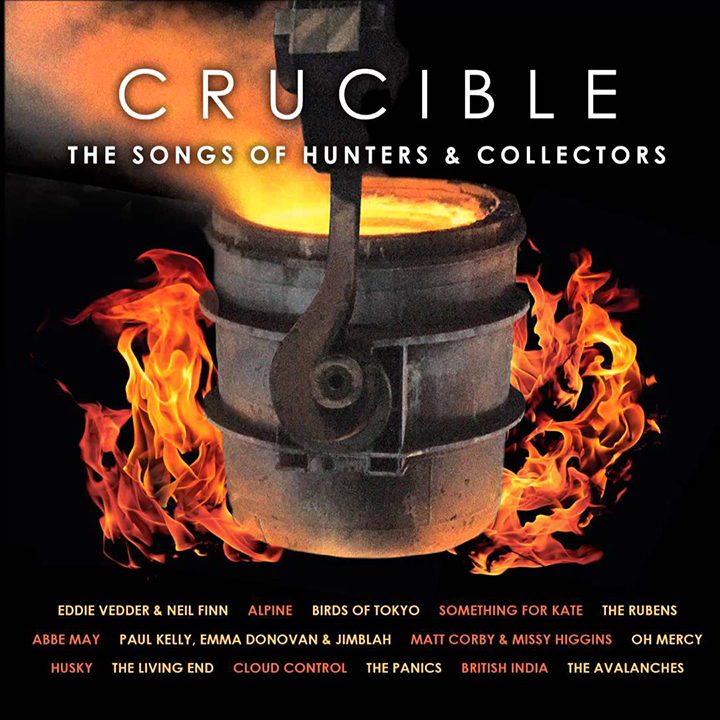 CRUCIBLE
THE SONGS OF HUNTERS & COLLECTORS
EDDIE VEDDER & NEIL FINN ALPINE BIRDS OF TOKYO SOMETHING FOR KATE THE RUBENS
ABBE MAY PAUL KELLY, EMMA DONOVAN & JIMBLAH MATT CORBY & MISSY HIGGINS OH MERCY
HUSKY THE LIVING END CLOUD CONTROL THE PANICS BRITISH INDIA THE AVALANCHES